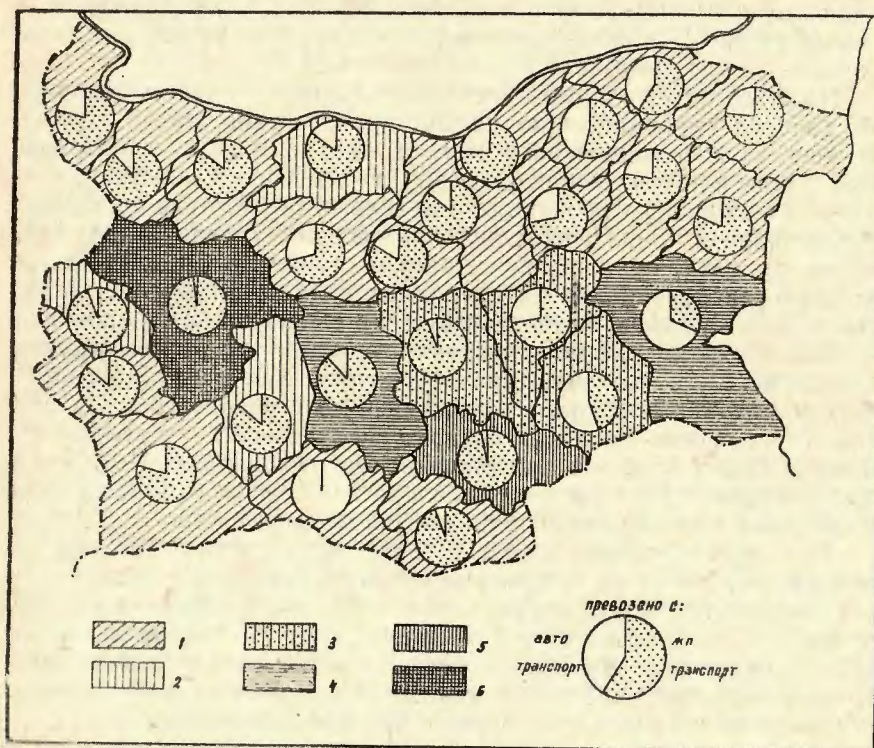 превозено с:
1 3 5 авто жп
2 4 6 транспорт транспорт